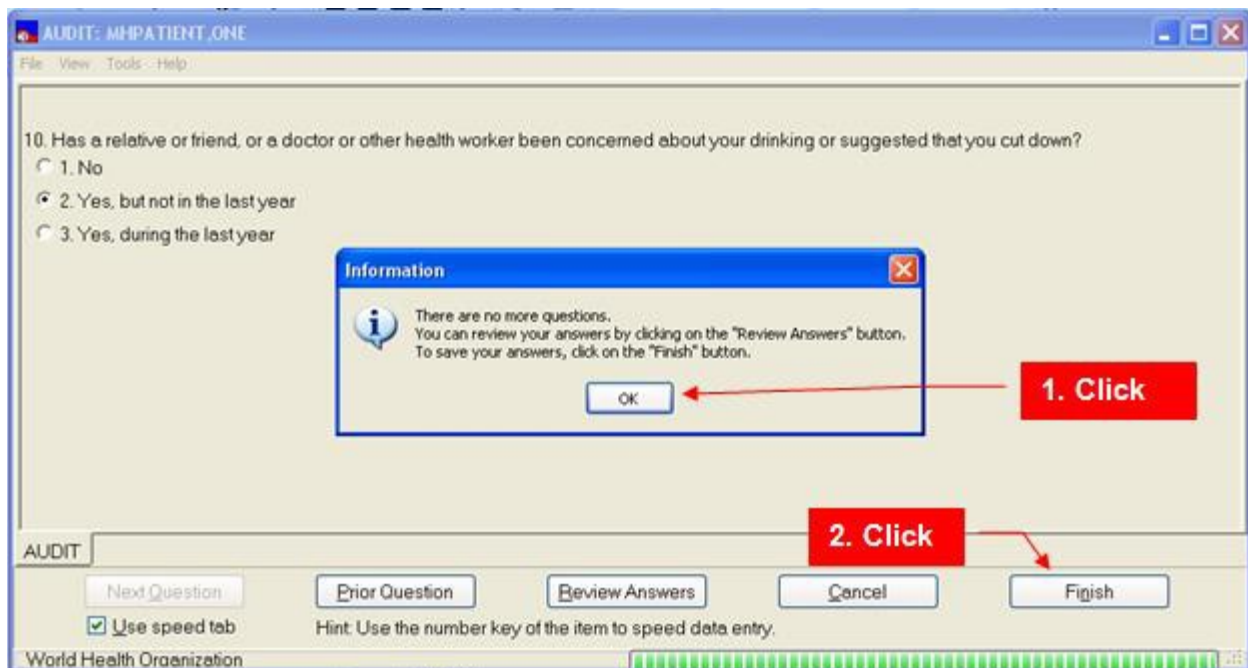 AUDIT: MHPATIENT,ONE
File View Tools Help
10. Has a relative or friend, or a doctor or other health worker been concerned about your drinking or suggested that you cut down?
1. No
2. Yes, but not in the last year
3. Yes, during the last year
Information
There are no more questions.
You can review your answers by clicking on the "Review Answers" button.
To save your answers, click on the "Finish" button.
OK
1. Click
2. Click
AUDIT
Next Question Prior Question Review Answers Cancel Finish
Use speed tab Hint: Use the number key of the item to speed data entry.
World Health Organization